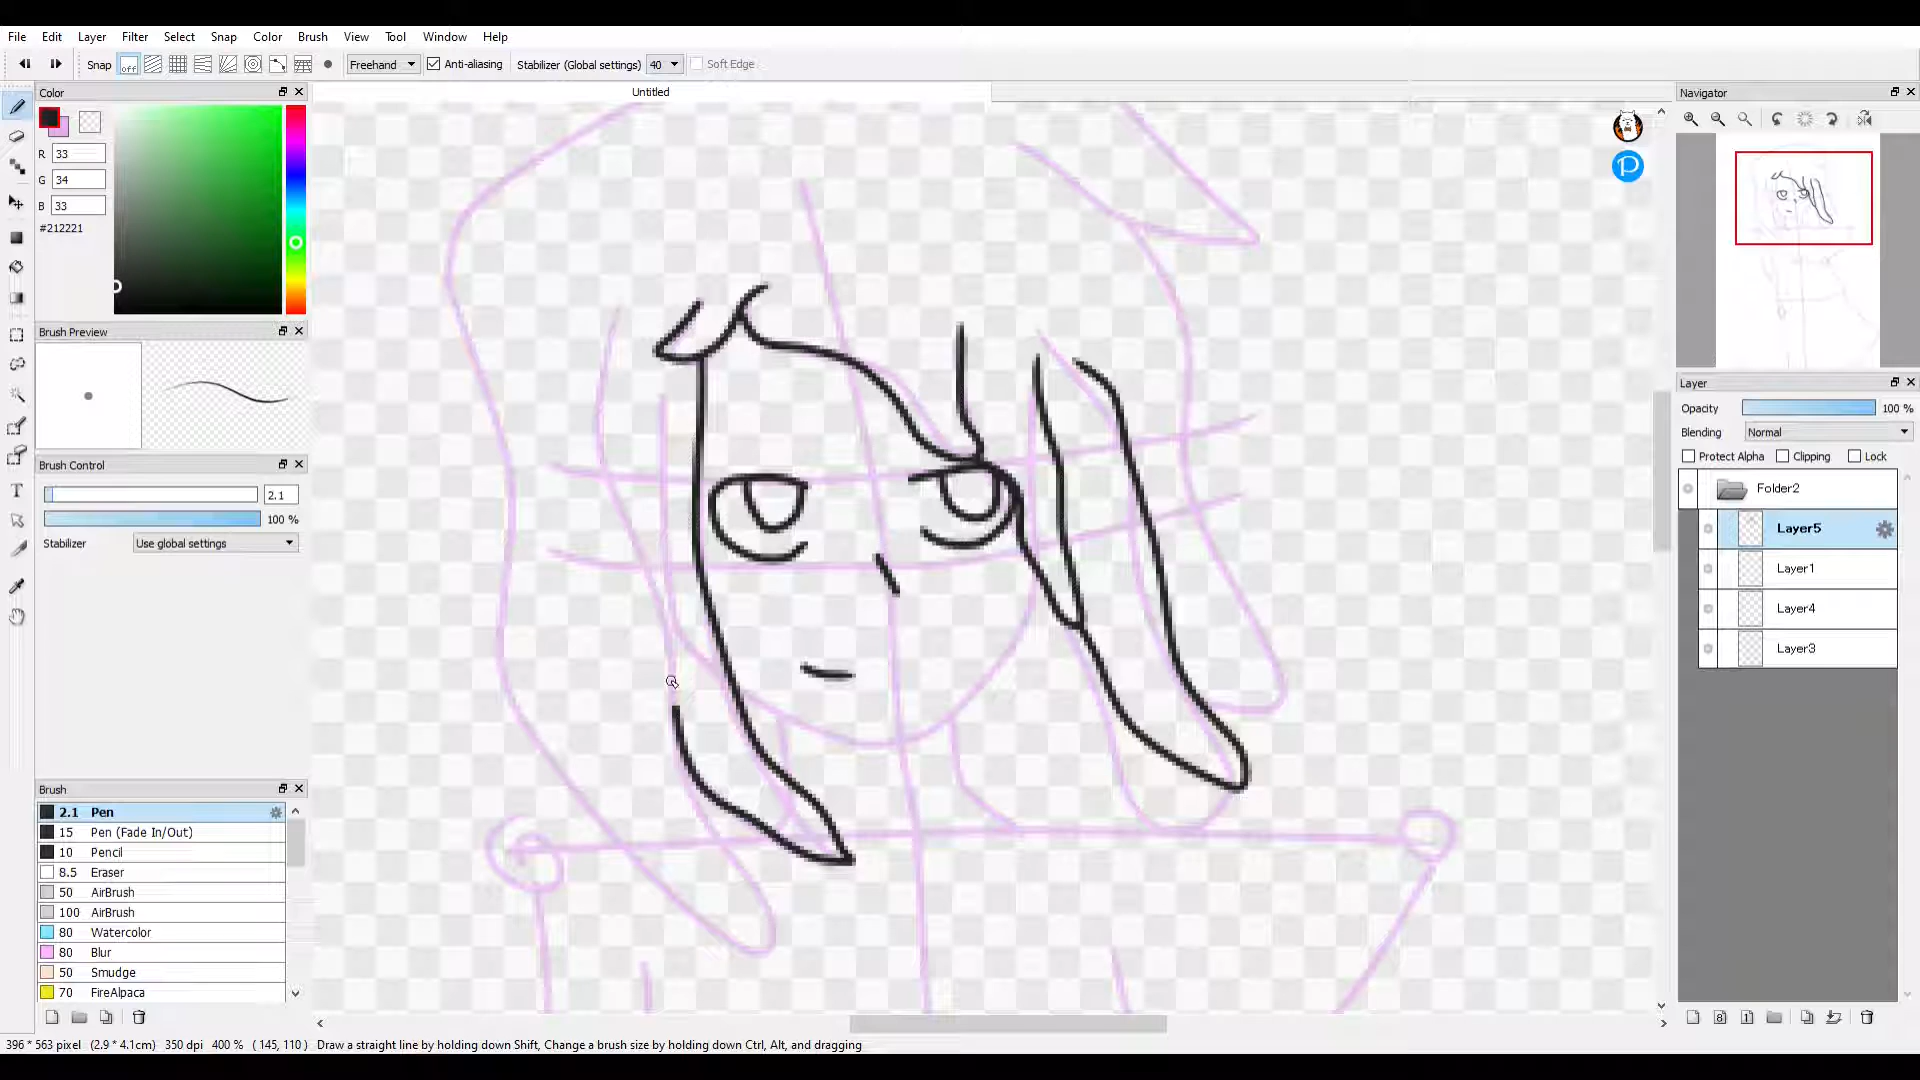 File Edit Layer Filter Select Snap Color Brush View Tool Window Help
Snap off Freehand Anti-aliasing Stabilizer (Global settings) 40 Soft Edge
Color
Untitled
Navigator
R 33
G 34
B 33
#212221
Brush Preview
Layer
Opacity 100 %
Blending Normal
Protect Alpha Clipping Lock
Brush Control
2.1
100 %
Stabilizer Use global settings
Folder2
Layer5
Layer1
Layer4
Layer3
Brush
2.1 Pen
15 Pen (Fade In/Out)
10 Pencil
8.5 Eraser
50 AirBrush
100 AirBrush
80 Watercolor
80 Blur
50 Smudge
70 FireAlpaca
396 * 563 pixel (2.9 * 4.1cm) 350 dpi 400 % ( 145, 110 ) Draw a straight line by holding down Shift, Change a brush size by holding down Ctrl, Alt, and dragging